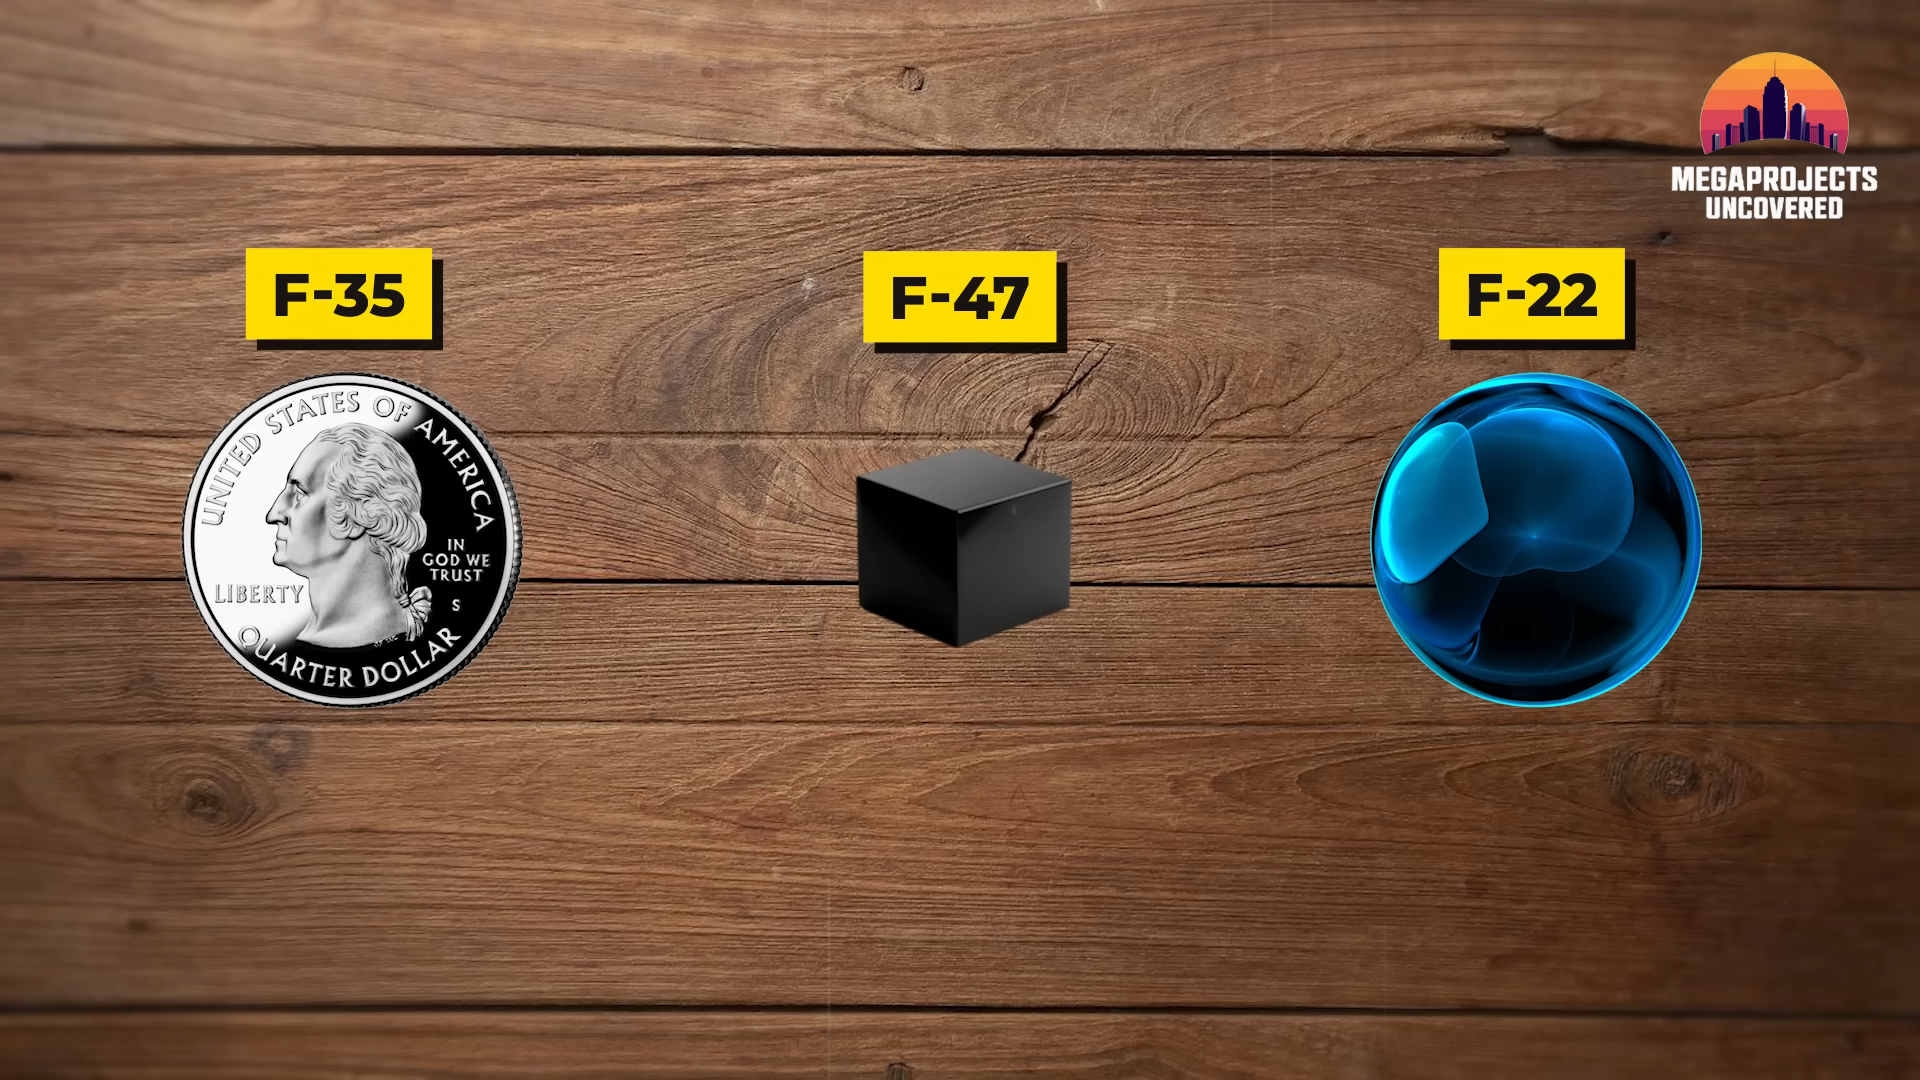 MEGAPROJECTS
UNCOVERED
F-35
F-47
F-22
UNITED STATES OF AMERICA
IN
GOD WE
TRUST
LIBERTY
S
QUARTER DOLLAR